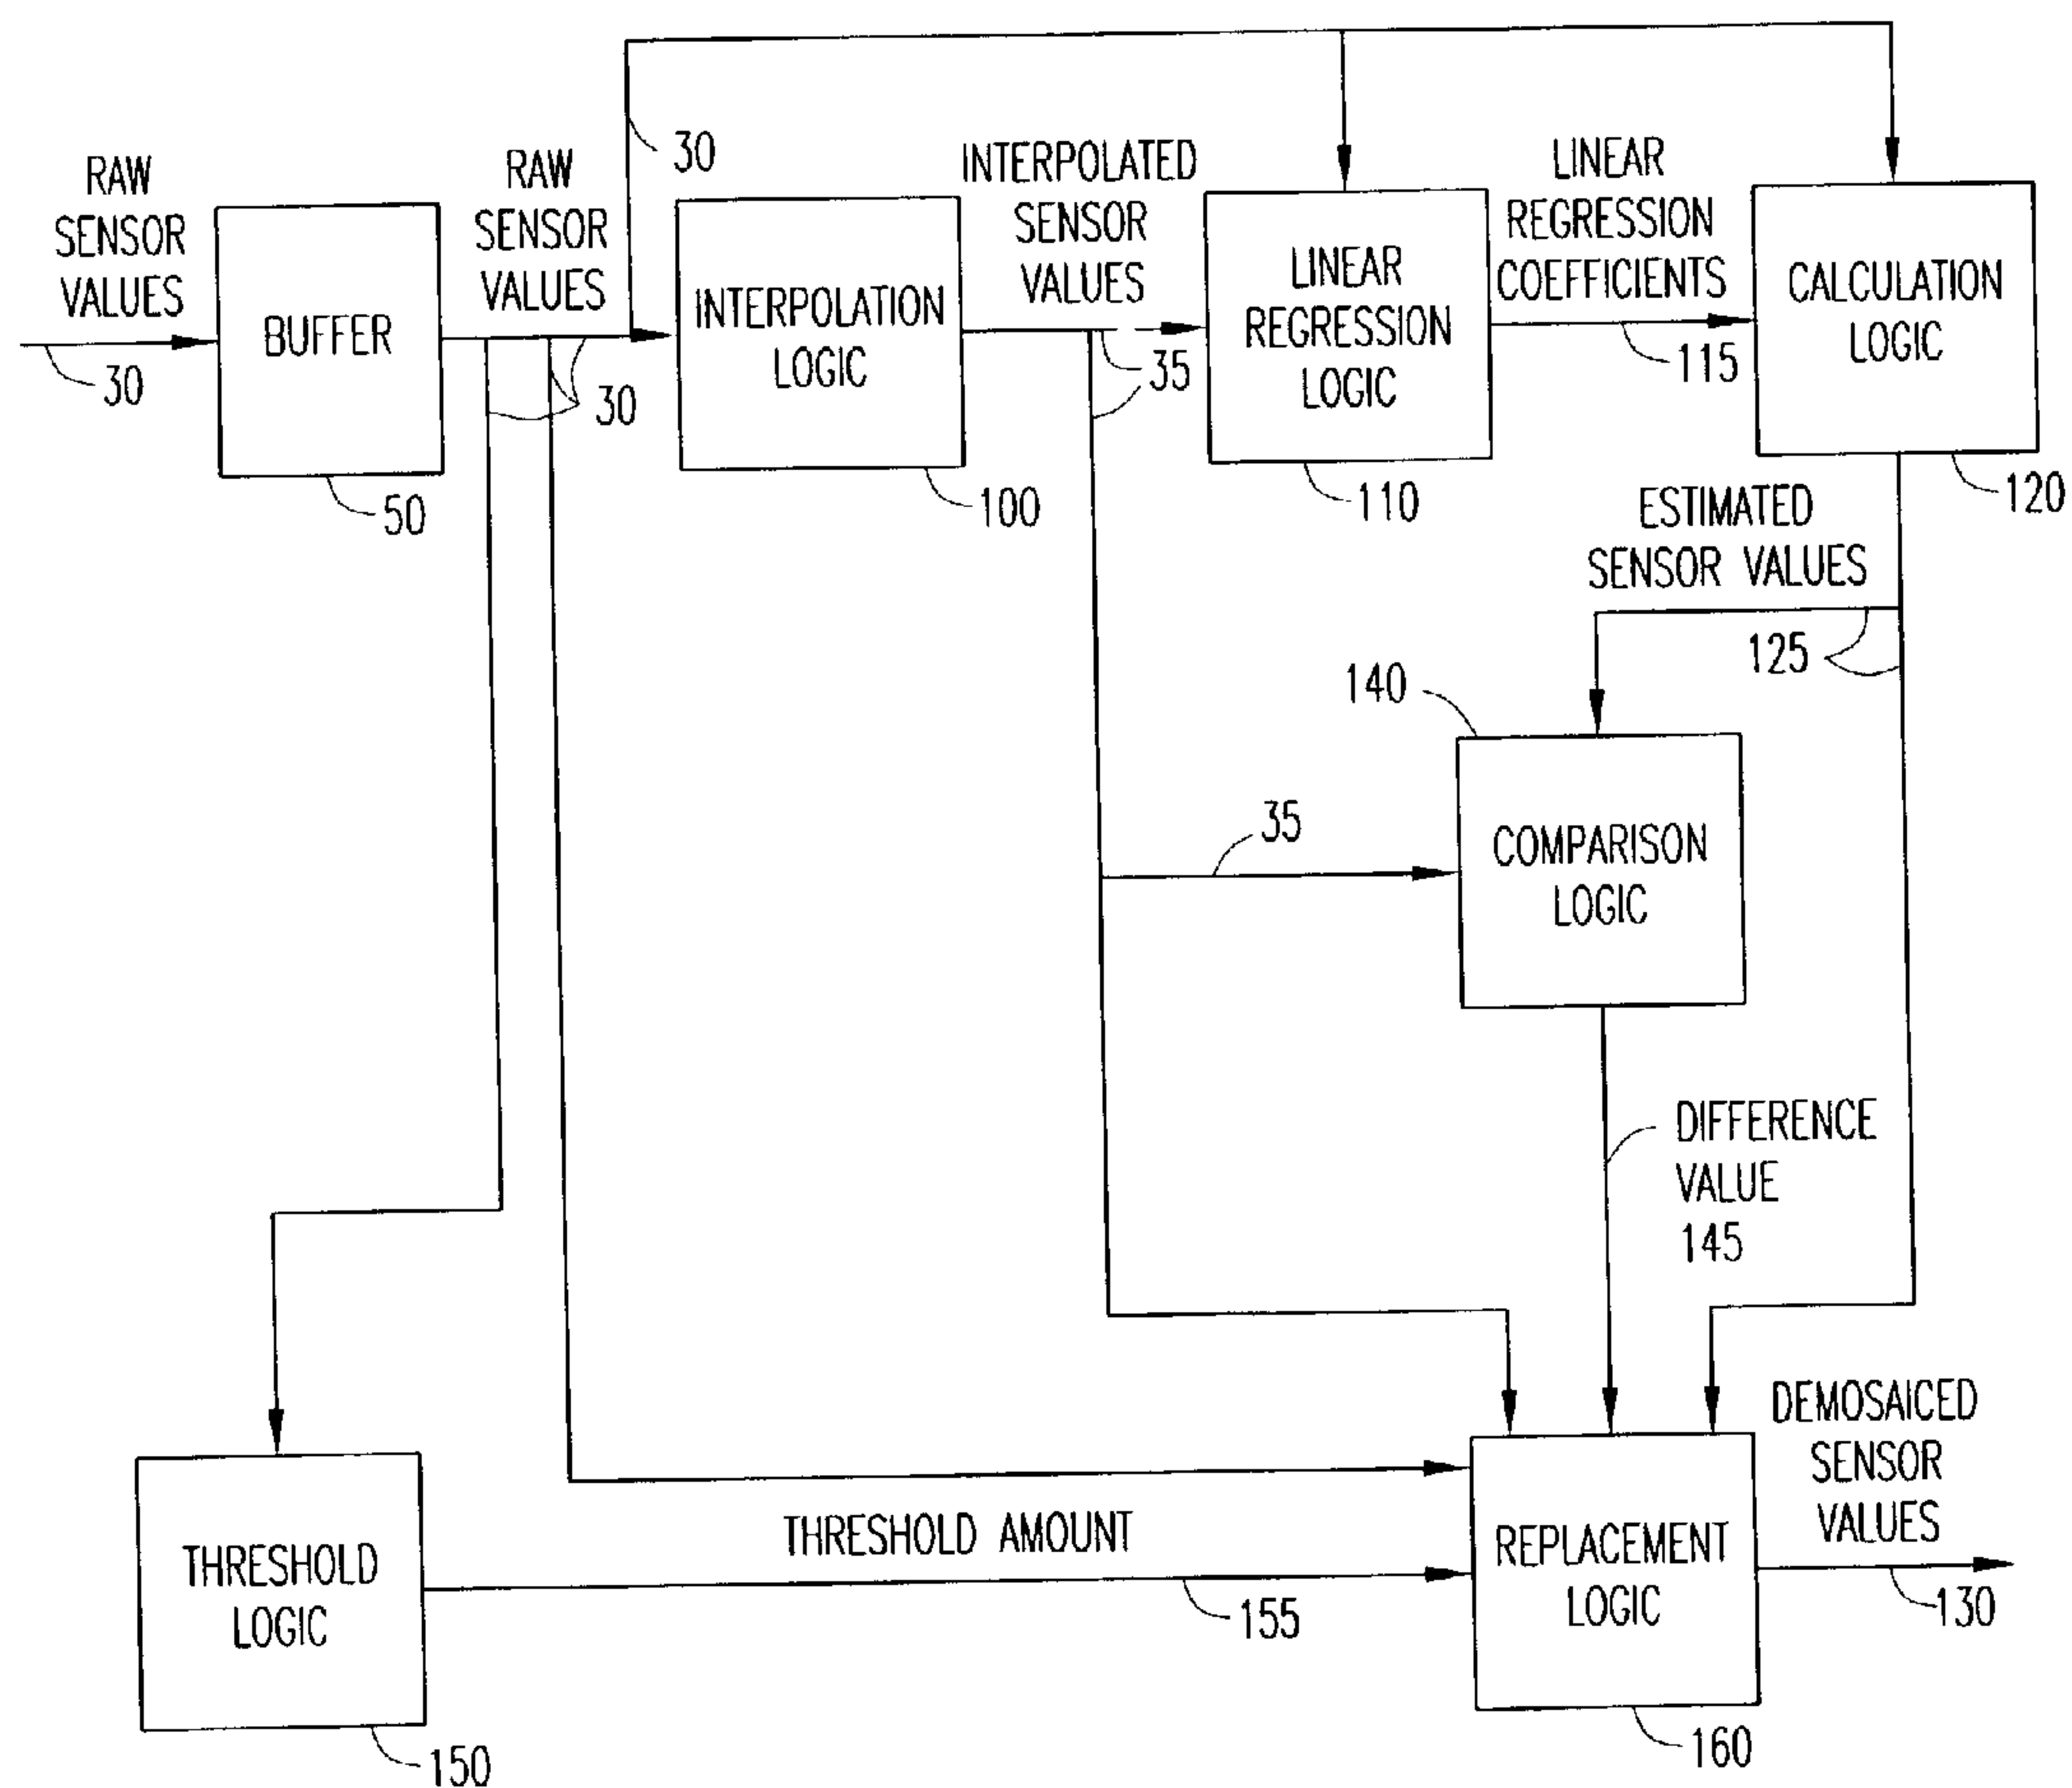 RAW
SENSOR
VALUES
30
BUFFER
50
RAW
SENSOR
VALUES
30
30
INTERPOLATION
LOGIC
100
INTERPOLATED
SENSOR
VALUES
35
LINEAR
REGRESSION
LOGIC
110
LINEAR
REGRESSION
COEFFICIENTS
115
CALCULATION
LOGIC
120
ESTIMATED
SENSOR VALUES
125
140
COMPARISON
LOGIC
35
DIFFERENCE
VALUE
145
THRESHOLD
LOGIC
150
THRESHOLD AMOUNT
155
REPLACEMENT
LOGIC
160
DEMOSAICED
SENSOR
VALUES
130